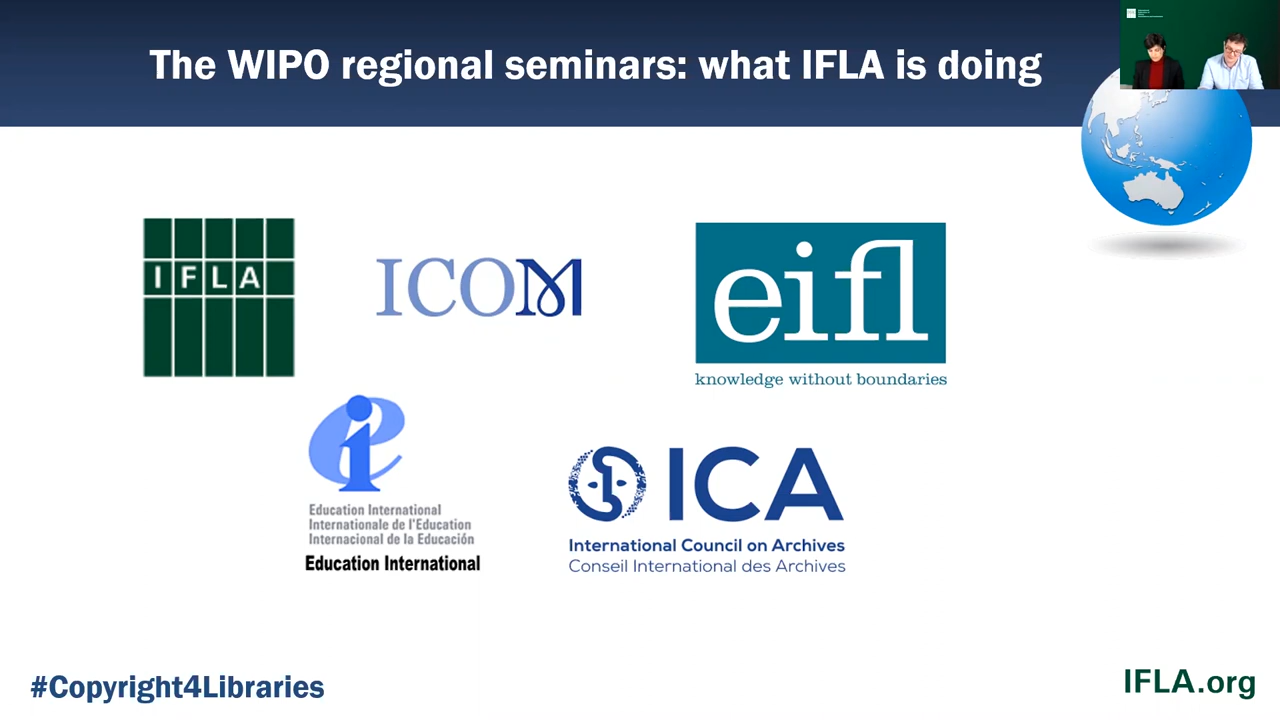 The WIPO regional seminars: what IFLA is doing
IFLA
ICOM
eifl
knowledge without boundaries
Education International
Internationale de l'Education
Internacional de la Educación
Education International
ICA
International Council on Archives
Conseil International des Archives
#Copyright4Libraries
IFLA.org